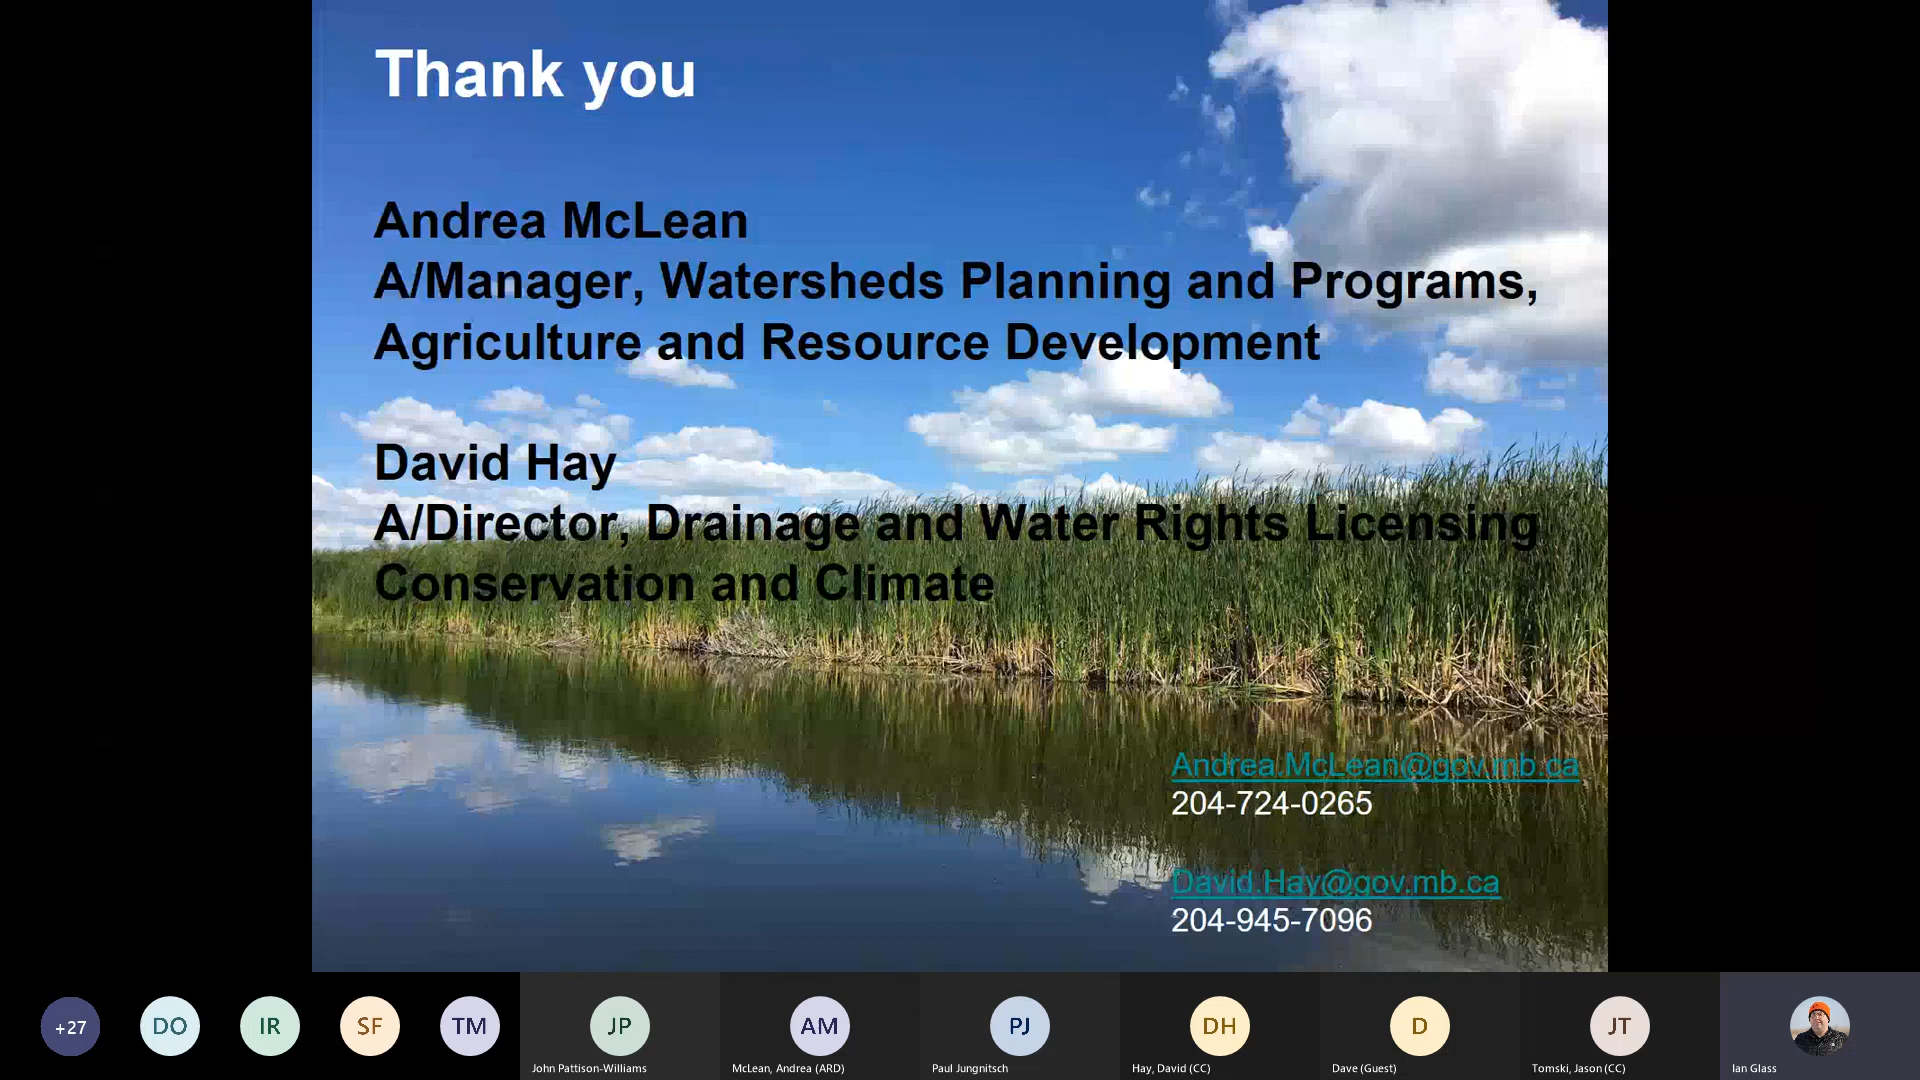 Thank you
Andrea McLean
A/Manager, Watersheds Planning and Programs,
Agriculture and Resource Development
David Hay
A/Director, Drainage and Water Rights Licensing
Conservation and Climate
Andrea.McLean@gov.mb.ca
204-724-0265
David.Hay@gov.mb.ca
204-945-7096
+27
DO
IR
SF
TM
JP
AM
PJ
DH
D
JT
John Pattison-Williams
McLean, Andrea (ARD)
Paul Jungnitsch
Hay, David (CC)
Dave (Guest)
Tomski, Jason (CC)
Ian Glass